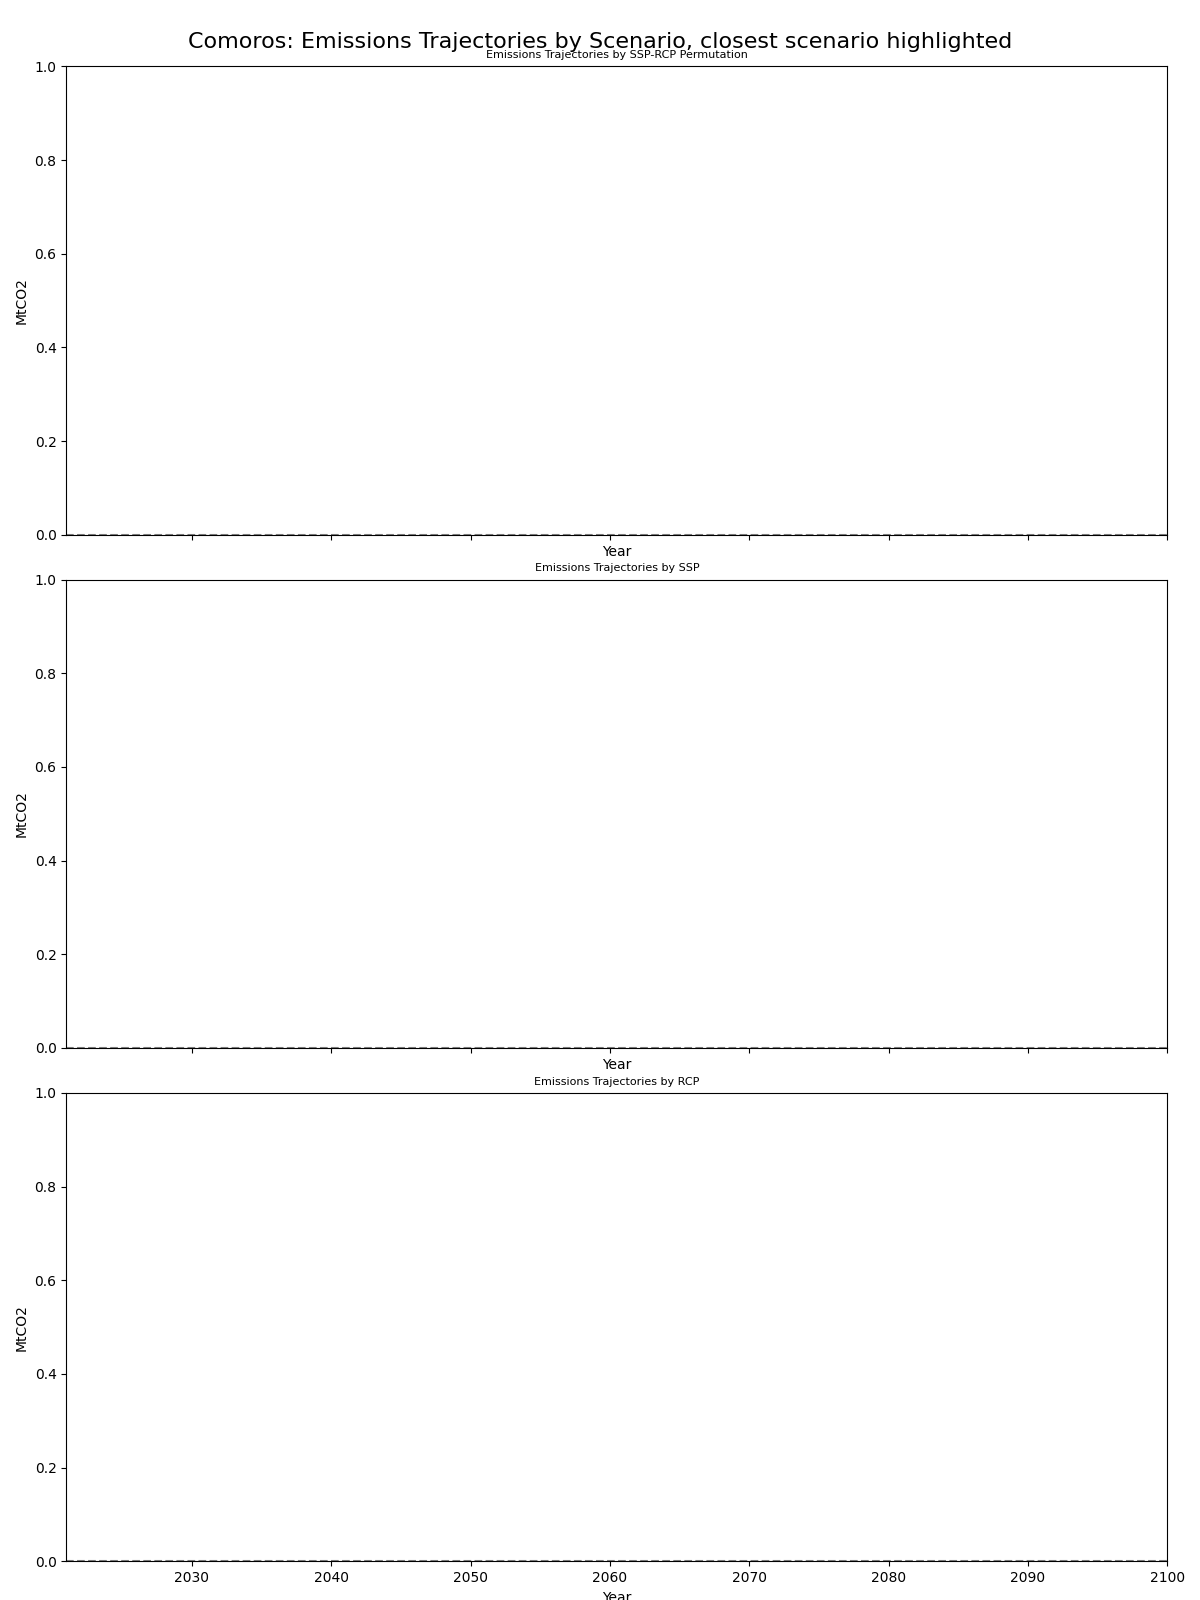 Comoros: Emissions Trajectories by Scenario, closest scenario highlighted
Emissions Trajectories by SSP-RCP Permutation
1.0
0.8
0.6
0.4
0.2
0.0
MtCO2
Year
Emissions Trajectories by SSP
1.0
0.8
0.6
0.4
0.2
0.0
MtCO2
Year
Emissions Trajectories by RCP
1.0
0.8
0.6
0.4
0.2
0.0
MtCO2
2030 2040 2050 2060 2070 2080 2090 2100
Year